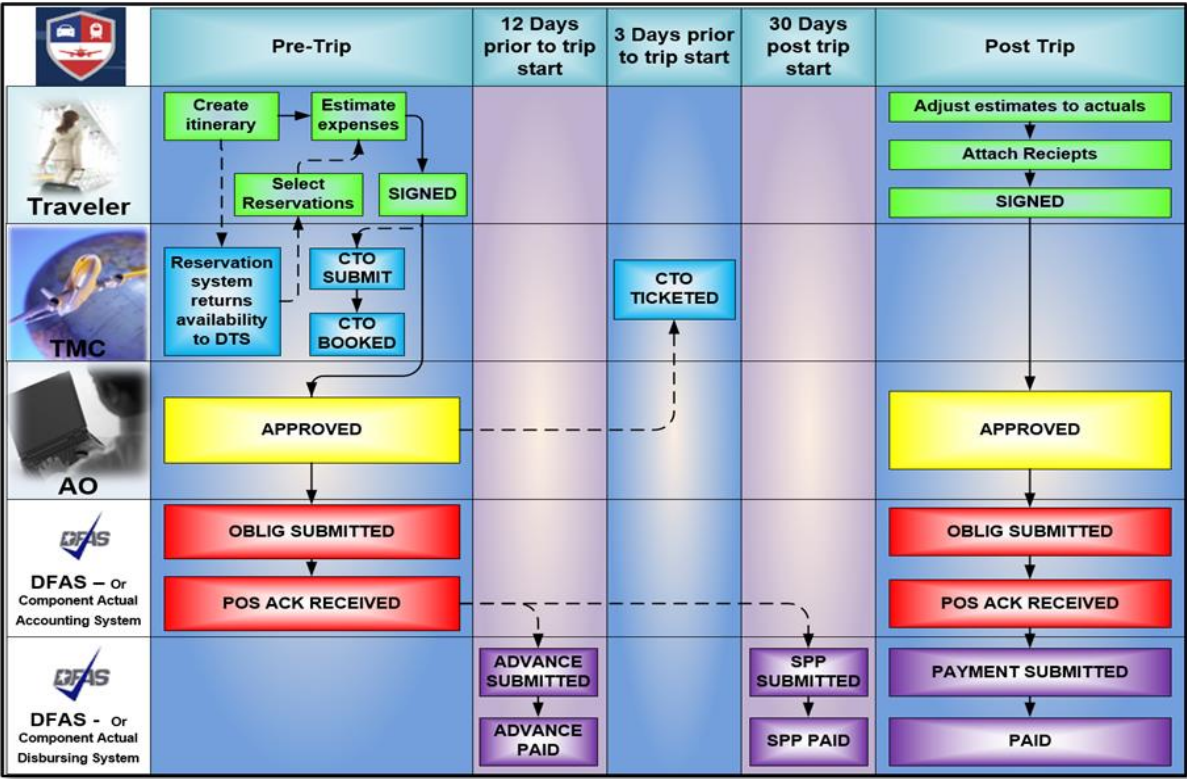 Pre-Trip
12 Days
prior to trip
start
3 Days prior
to trip start
30 Days
post trip
start
Post Trip
Traveler
Create
itinerary
Estimate
expenses
Select
Reservations
SIGNED
Adjust estimates to actuals
Attach Reciepts
SIGNED
TMC
Reservation
system
returns
availability
to DTS
CTO
SUBMIT
CTO
BOOKED
CTO
TICKETED
AO
APPROVED
APPROVED
DFAS
DFAS – Or
Component Actual
Accounting System
OBLIG SUBMITTED
POS ACK RECEIVED
OBLIG SUBMITTED
POS ACK RECEIVED
DFAS
DFAS - Or
Component Actual
Disbursing System
ADVANCE
SUBMITTED
ADVANCE
PAID
SPP
SUBMITTED
SPP PAID
PAYMENT SUBMITTED
PAID